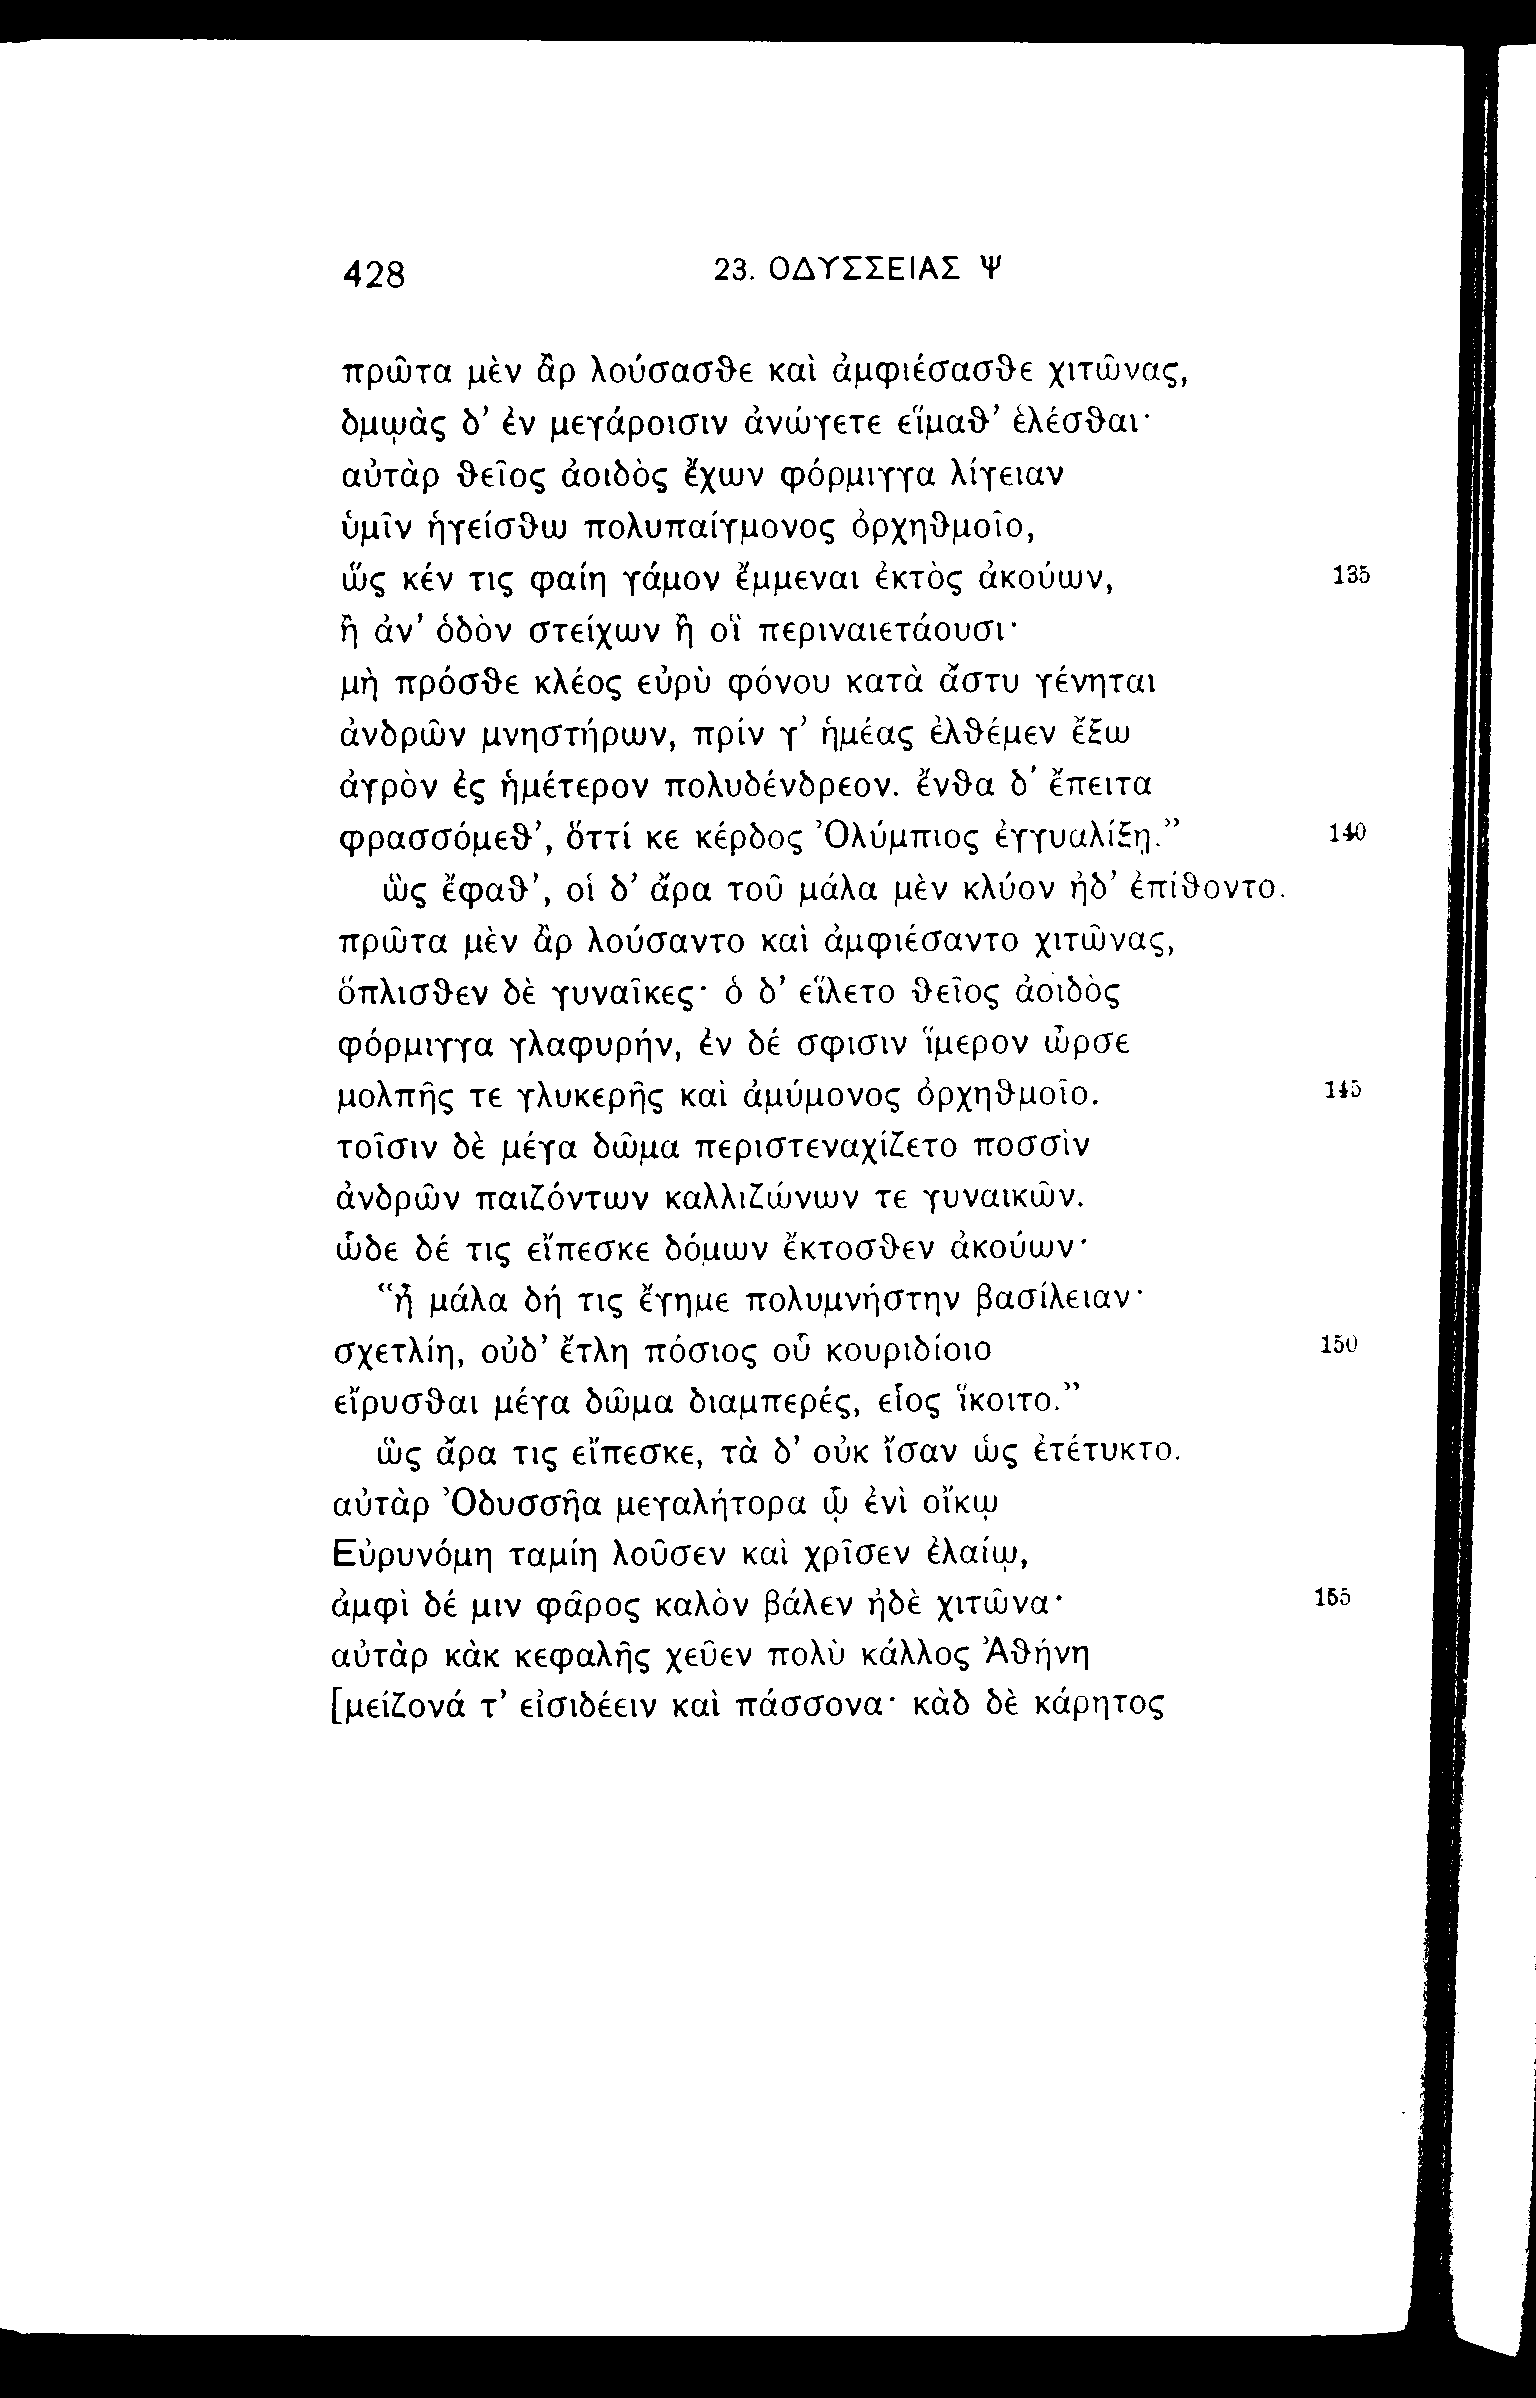 428 23. ΟΔΥΣΣΕΙΑΣ Ψ
πρῶτα μὲν ἂρ λούσασθε καὶ ἀμφιέσασθε χιτῶνας,
δμῳὰς δ’ ἐν μεγάροισιν ἀνώγετε εἵμαθ’ ἑλέσθαι·
αὐτὰρ θεῖος ἀοιδὸς ἔχων φόρμιγγα λίγειαν
ὑμῖν ἡγείσθω πολυπαίγμονος ὀρχηθμοῖο,
ὥς κέν τις φαίη γάμον ἔμμεναι ἐκτὸς ἀκούων, 135
ἢ ἀν’ ὁδὸν στείχων ἢ οἳ περιναιετάουσι·
μὴ πρόσθε κλέος εὐρὺ φόνου κατὰ ἄστυ γένηται
ἀνδρῶν μνηστήρων, πρίν γ’ ἡμέας ἐλθέμεν ἔξω
ἀγρὸν ἐς ἡμέτερον πολυδένδρεον. ἔνθα δ’ ἔπειτα
φρασσόμεθ’, ὅττί κε κέρδος Ὀλύμπιος ἐγγυαλίξῃ.” 140
ὣς ἔφαθ’, οἱ δ’ ἄρα τοῦ μάλα μὲν κλύον ἠδ’ ἐπίθοντο.
πρῶτα μὲν ἂρ λούσαντο καὶ ἀμφιέσαντο χιτῶνας,
ὅπλισθεν δὲ γυναῖκες· ὁ δ’ εἵλετο θεῖος ἀοιδὸς
φόρμιγγα γλαφυρήν, ἐν δέ σφισιν ἵμερον ὦρσε
μολπῆς τε γλυκερῆς καὶ ἀμύμονος ὀρχηθμοῖο. 145
τοῖσιν δὲ μέγα δῶμα περιστεναχίζετο ποσσὶν
ἀνδρῶν παιζόντων καλλιζώνων τε γυναικῶν.
ὧδε δέ τις εἴπεσκε δόμων ἔκτοσθεν ἀκούων·
“ἦ μάλα δή τις ἔγημε πολυμνήστην βασίλειαν·
σχετλίη, οὐδ’ ἔτλη πόσιος οὗ κουριδίοιο 150
εἴρυσθαι μέγα δῶμα διαμπερές, εἷος ἵκοιτο.”
ὣς ἄρα τις εἴπεσκε, τὰ δ’ οὐκ ἴσαν ὡς ἐτέτυκτο.
αὐτὰρ Ὀδυσσῆα μεγαλήτορα ᾧ ἐνὶ οἴκῳ
Εὐρυνόμη ταμίη λοῦσεν καὶ χρῖσεν ἐλαίῳ,
ἀμφὶ δέ μιν φᾶρος καλὸν βάλεν ἠδὲ χιτῶνα· 155
αὐτὰρ κὰκ κεφαλῆς χεῦεν πολὺ κάλλος Ἀθήνη
[μείζονά τ’ εἰσιδέειν καὶ πάσσονα· κὰδ δὲ κάρητος